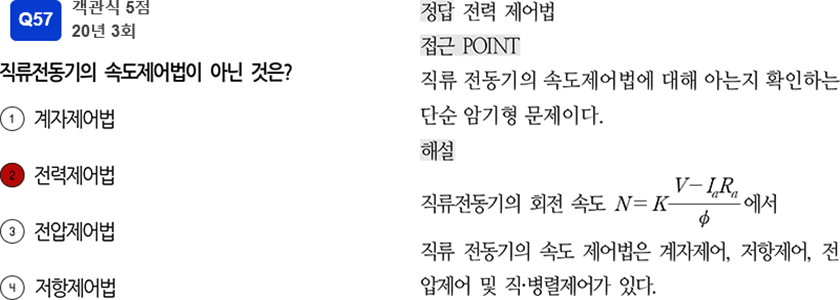 Q57 객관식 5점
20년 3회
직류전동기의 속도제어법이 아닌 것은?
1 계자제어법
2 전력제어법
3 전압제어법
4 저항제어법
정답 전력 제어법
접근 POINT
직류 전동기의 속도제어법에 대해 아는지 확인하는
단순 암기형 문제이다.
해설
직류전동기의 회전 속도 N=K(V-IaRa)/ϕ 에서
직류 전동기의 속도 제어법은 계자제어, 저항제어, 전
압제어 및 직·병렬제어가 있다.